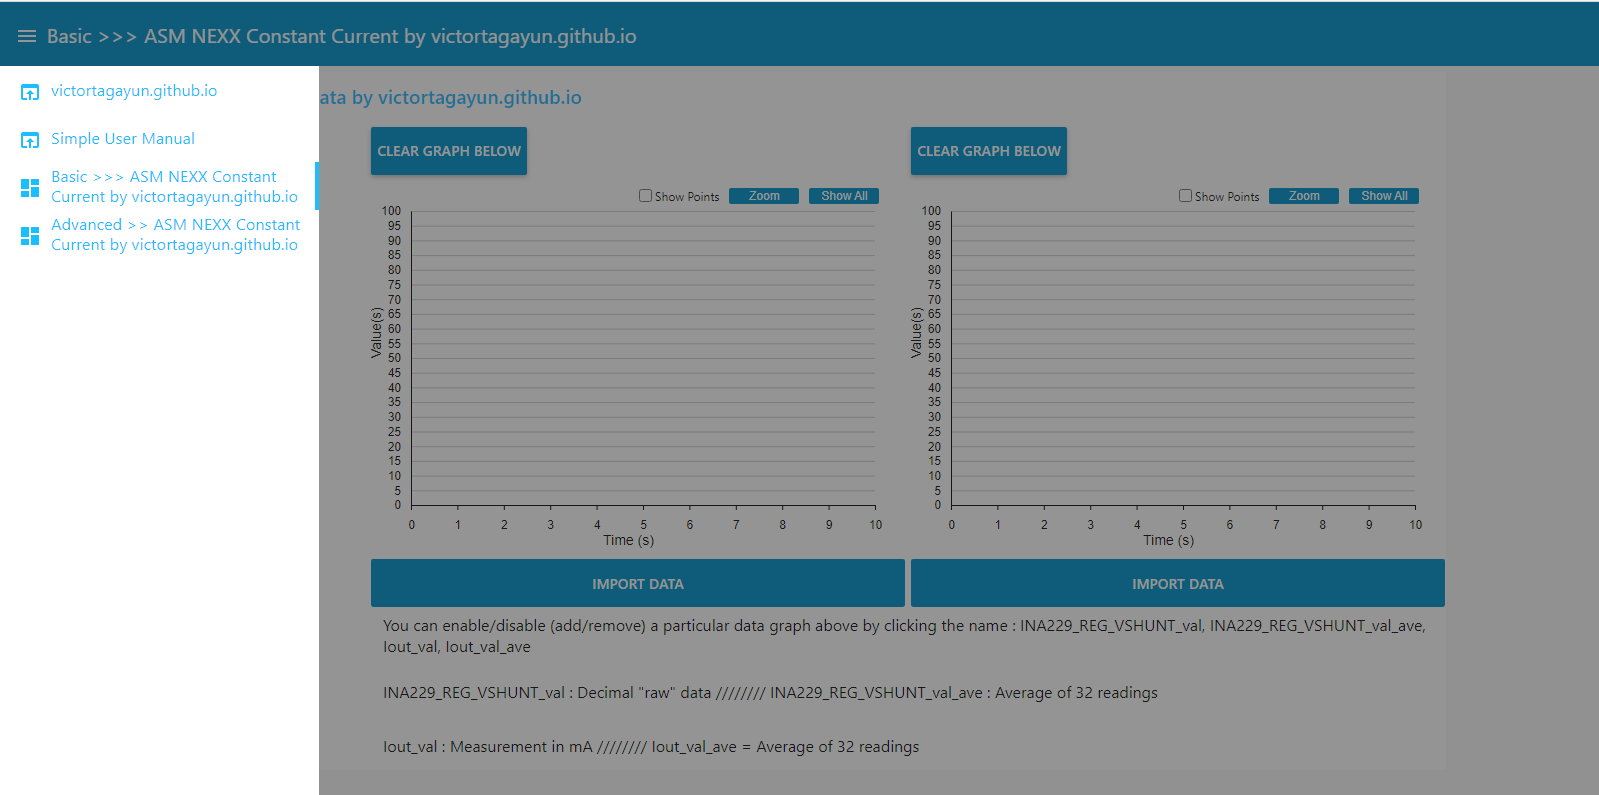 Basic >>> ASM NEXX Constant Current by victortagayun.github.io
victortagayun.github.io
Simple User Manual
Basic >>> ASM NEXX Constant
Current by victortagayun.github.io
Advanced >> ASM NEXX Constant
Current by victortagayun.github.io
ata by victortagayun.github.io
CLEAR GRAPH BELOW
Show Points Zoom Show All
100
95
90
85
80
75
70
65
60
55
50
45
40
35
30
25
20
15
10
5
0
Value(s)
0 1 2 3 4 5 6 7 8 9 10
Time (s)
IMPORT DATA
CLEAR GRAPH BELOW
Show Points Zoom Show All
100
95
90
85
80
75
70
65
60
55
50
45
40
35
30
25
20
15
10
5
0
Value(s)
0 1 2 3 4 5 6 7 8 9 10
Time (s)
IMPORT DATA
You can enable/disable (add/remove) a particular data graph above by clicking the name : INA229_REG_VSHUNT_val, INA229_REG_VSHUNT_val_ave,
Iout_val, Iout_val_ave
INA229_REG_VSHUNT_val : Decimal "raw" data //////// INA229_REG_VSHUNT_val_ave : Average of 32 readings
Iout_val : Measurement in mA //////// Iout_val_ave = Average of 32 readings